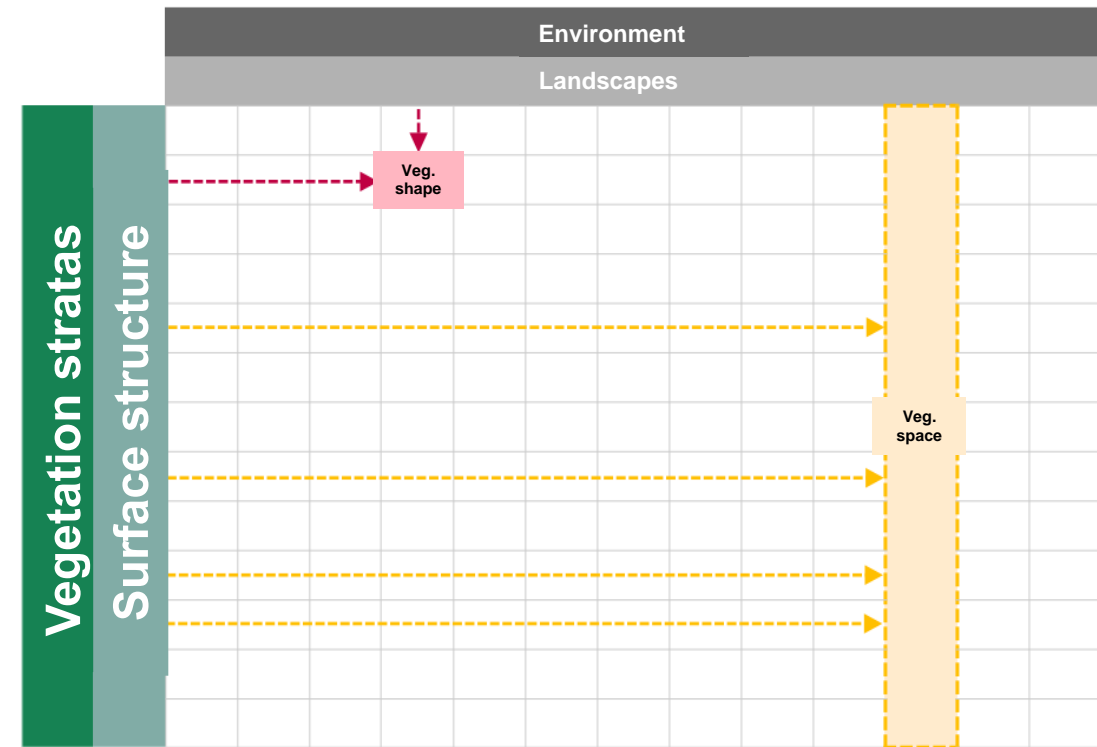 Environment
Landscapes
Vegetation stratas
Surface structure
Veg.
shape
Veg.
space